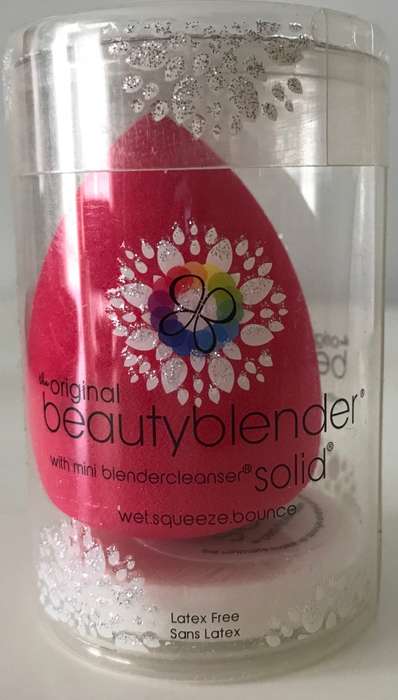 the original
beautyblender®
with mini blendercleanser® solid®
wet.squeeze.bounce
Latex Free
Sans Latex